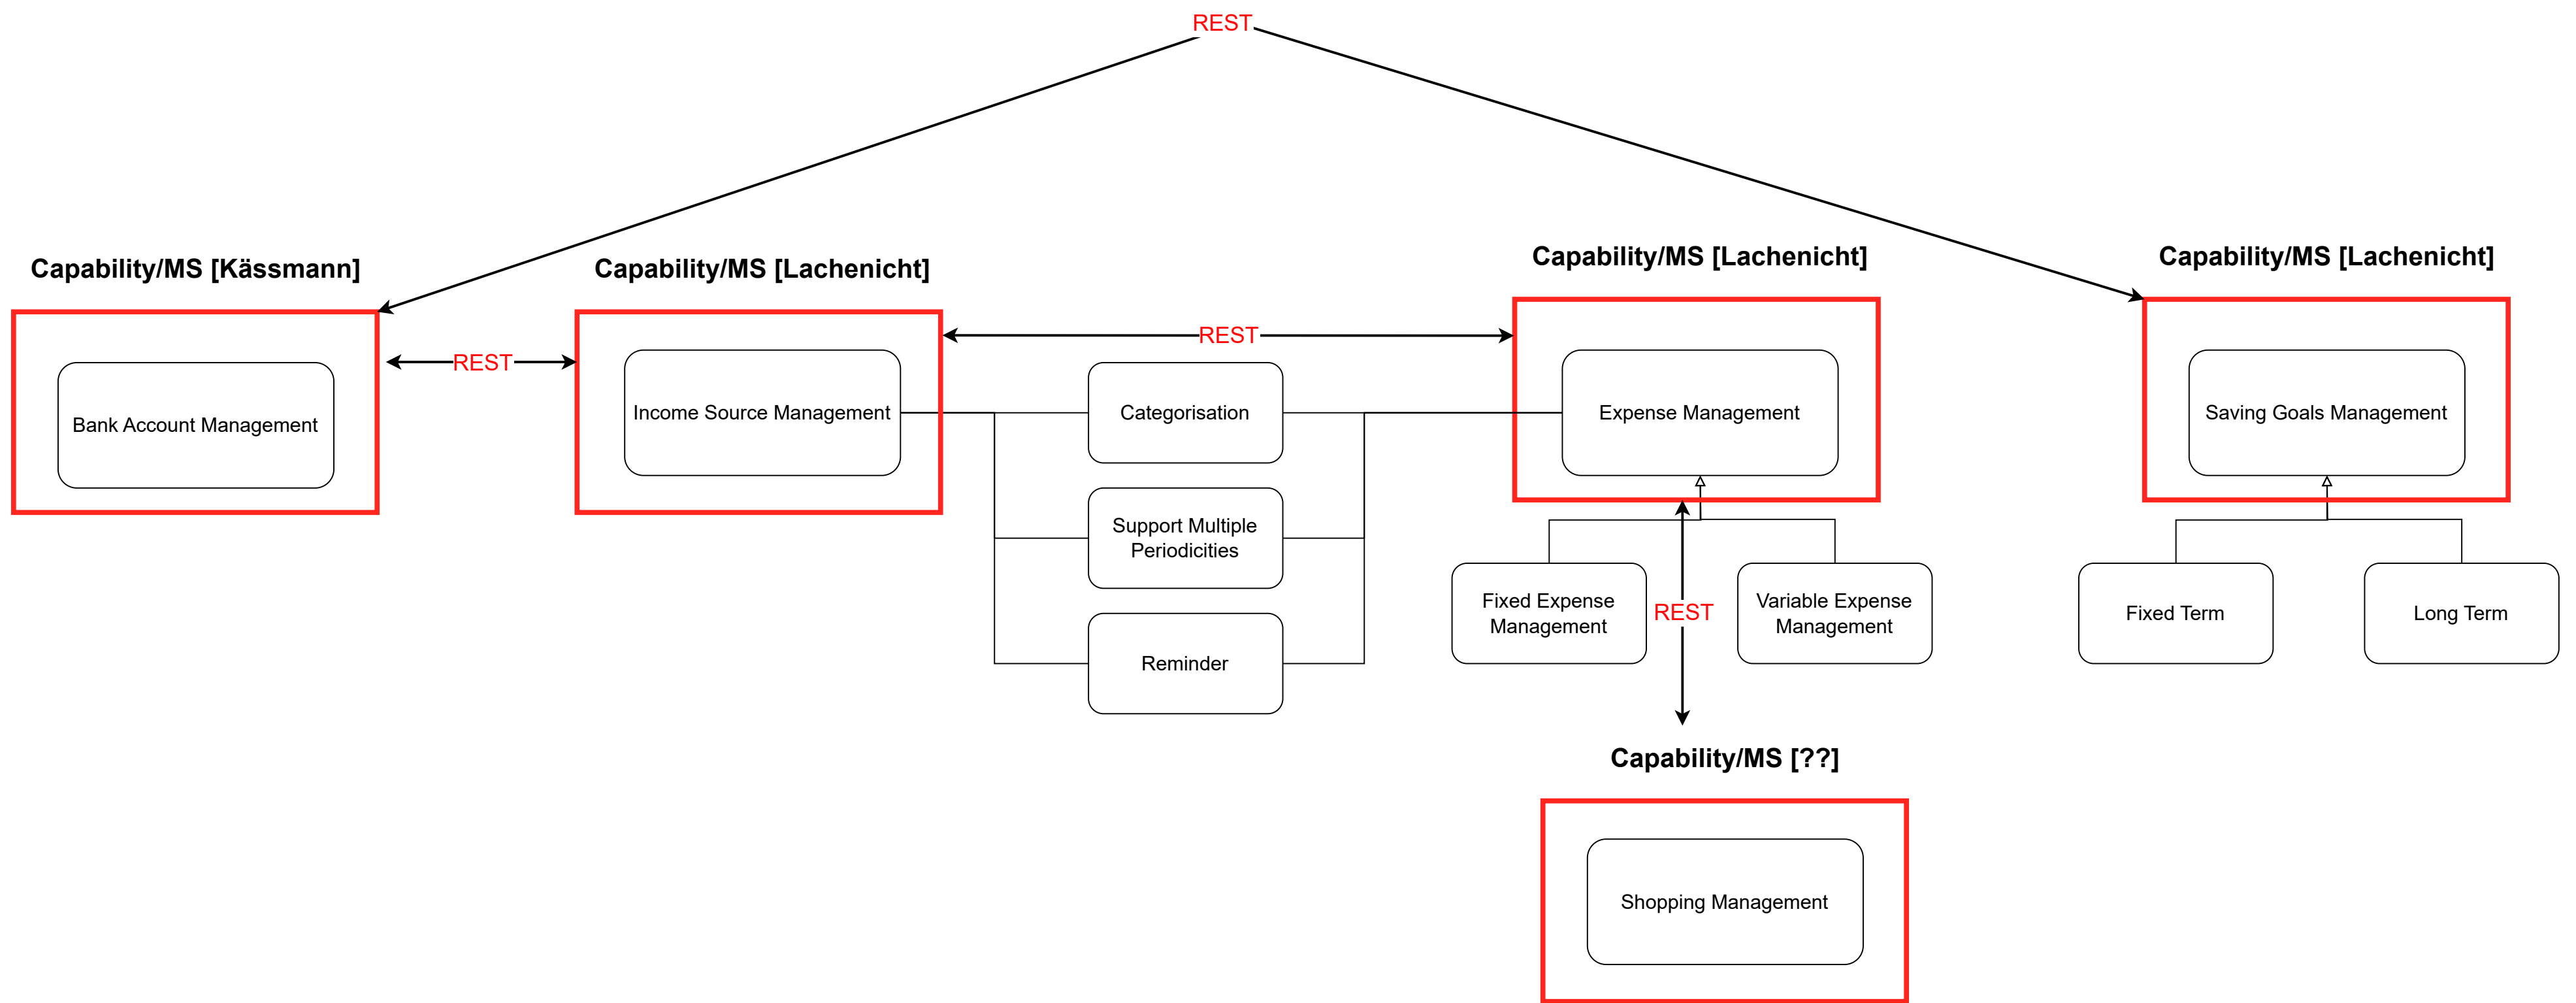 REST
Capability/MS [Kässmann]
Capability/MS [Lachenicht]
Capability/MS [Lachenicht]
Capability/MS [Lachenicht]
REST
REST
Bank Account Management
Income Source Management
Categorisation
Expense Management
Saving Goals Management
Support Multiple
Periodicities
Reminder
Fixed Expense
Management
REST
Variable Expense
Management
Fixed Term
Long Term
Capability/MS [??]
Shopping Management